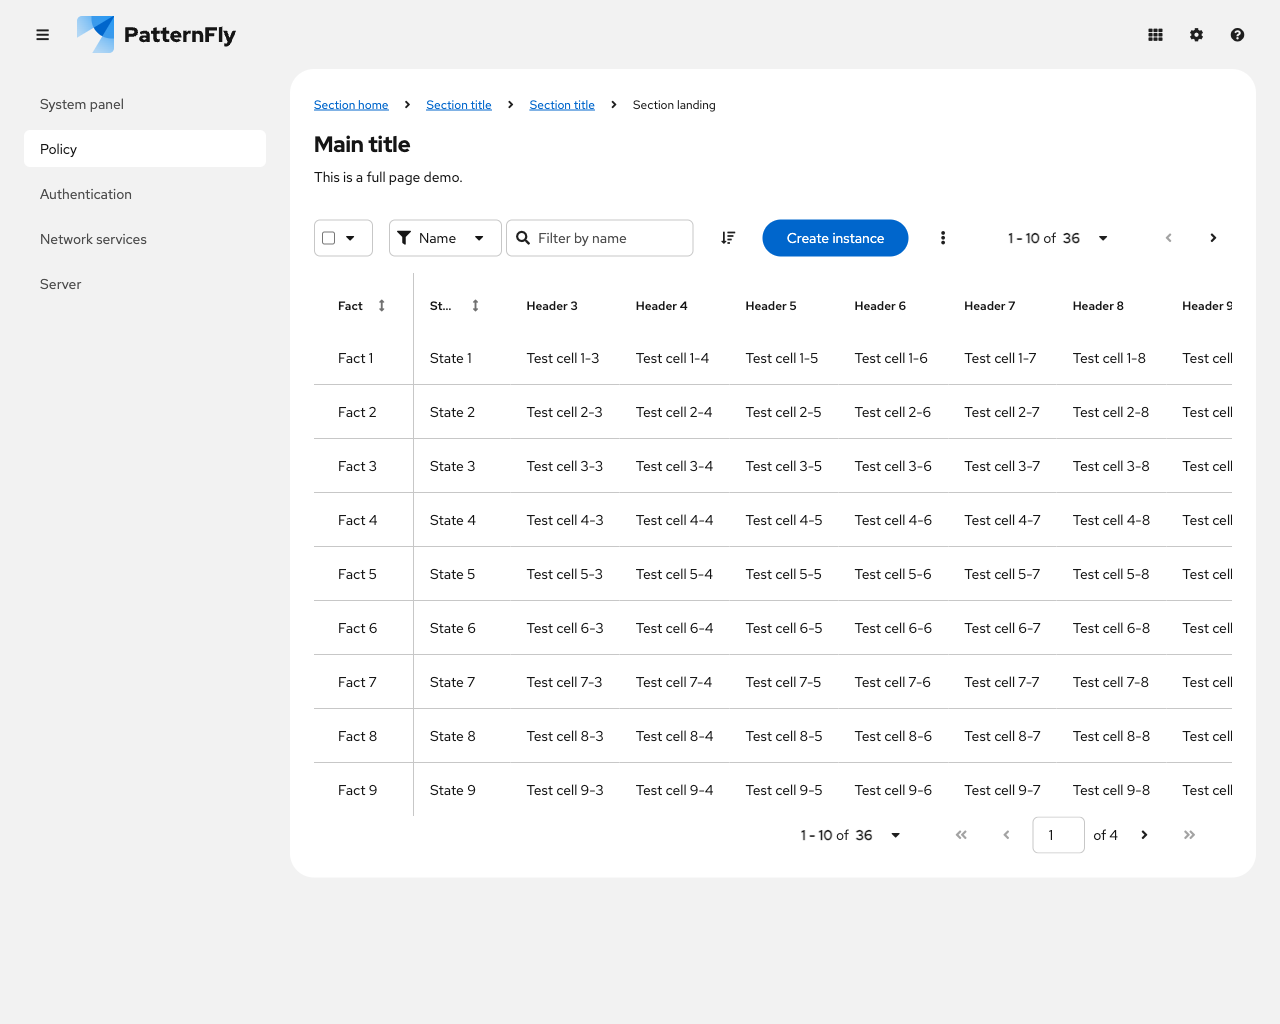 PatternFly
System panel
Policy
Authentication
Network services
Server
Section home Section title Section title Section landing
Main title
This is a full page demo.
Name Filter by name Create instance 1 - 10 of 36
Fact St... Header 3 Header 4 Header 5 Header 6 Header 7 Header 8 Header 9
Fact 1 State 1 Test cell 1-3 Test cell 1-4 Test cell 1-5 Test cell 1-6 Test cell 1-7 Test cell 1-8 Test cell
Fact 2 State 2 Test cell 2-3 Test cell 2-4 Test cell 2-5 Test cell 2-6 Test cell 2-7 Test cell 2-8 Test cell
Fact 3 State 3 Test cell 3-3 Test cell 3-4 Test cell 3-5 Test cell 3-6 Test cell 3-7 Test cell 3-8 Test cell
Fact 4 State 4 Test cell 4-3 Test cell 4-4 Test cell 4-5 Test cell 4-6 Test cell 4-7 Test cell 4-8 Test cell
Fact 5 State 5 Test cell 5-3 Test cell 5-4 Test cell 5-5 Test cell 5-6 Test cell 5-7 Test cell 5-8 Test cell
Fact 6 State 6 Test cell 6-3 Test cell 6-4 Test cell 6-5 Test cell 6-6 Test cell 6-7 Test cell 6-8 Test cell
Fact 7 State 7 Test cell 7-3 Test cell 7-4 Test cell 7-5 Test cell 7-6 Test cell 7-7 Test cell 7-8 Test cell
Fact 8 State 8 Test cell 8-3 Test cell 8-4 Test cell 8-5 Test cell 8-6 Test cell 8-7 Test cell 8-8 Test cell
Fact 9 State 9 Test cell 9-3 Test cell 9-4 Test cell 9-5 Test cell 9-6 Test cell 9-7 Test cell 9-8 Test cell
1 - 10 of 36 1 of 4